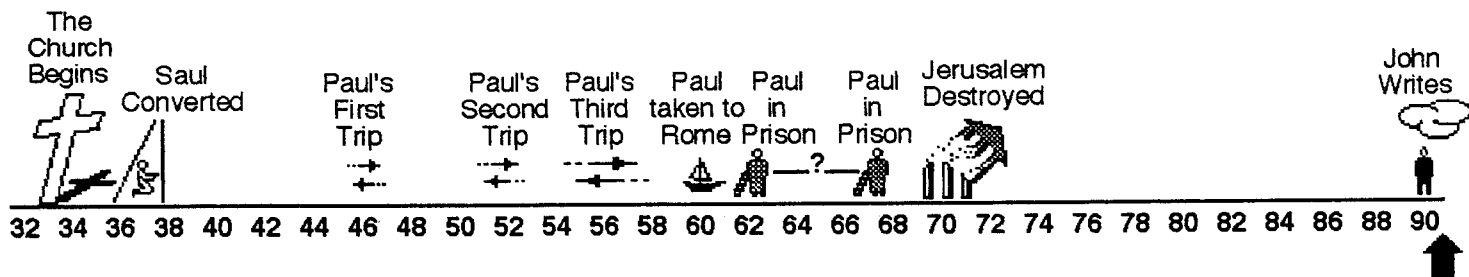 The
Church
Begins
Saul
Converted
Paul's
First
Trip
Paul's
Second
Trip
Paul's
Third
Trip
Paul
taken to
Rome
Paul
in
Prison
?
Paul
in
Prison
Jerusalem
Destroyed
John
Writes
32 34 36 38 40 42 44 46 48 50 52 54 56 58 60 62 64 66 68 70 72 74 76 78 80 82 84 86 88 90